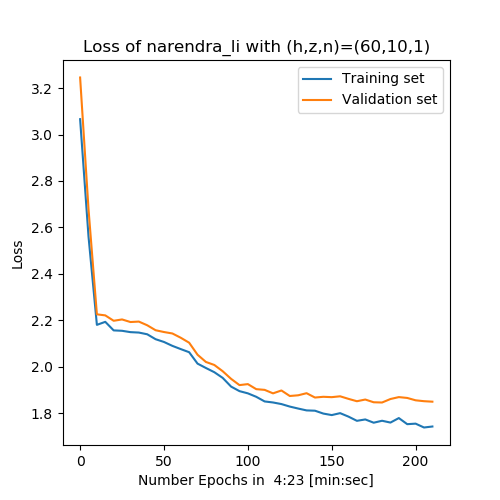 Loss of narendra_li with (h,z,n)=(60,10,1)
Training set
Validation set
3.2
3.0
2.8
2.6
2.4
2.2
2.0
1.8
Loss
0 50 100 150 200
Number Epochs in  4:23 [min:sec]